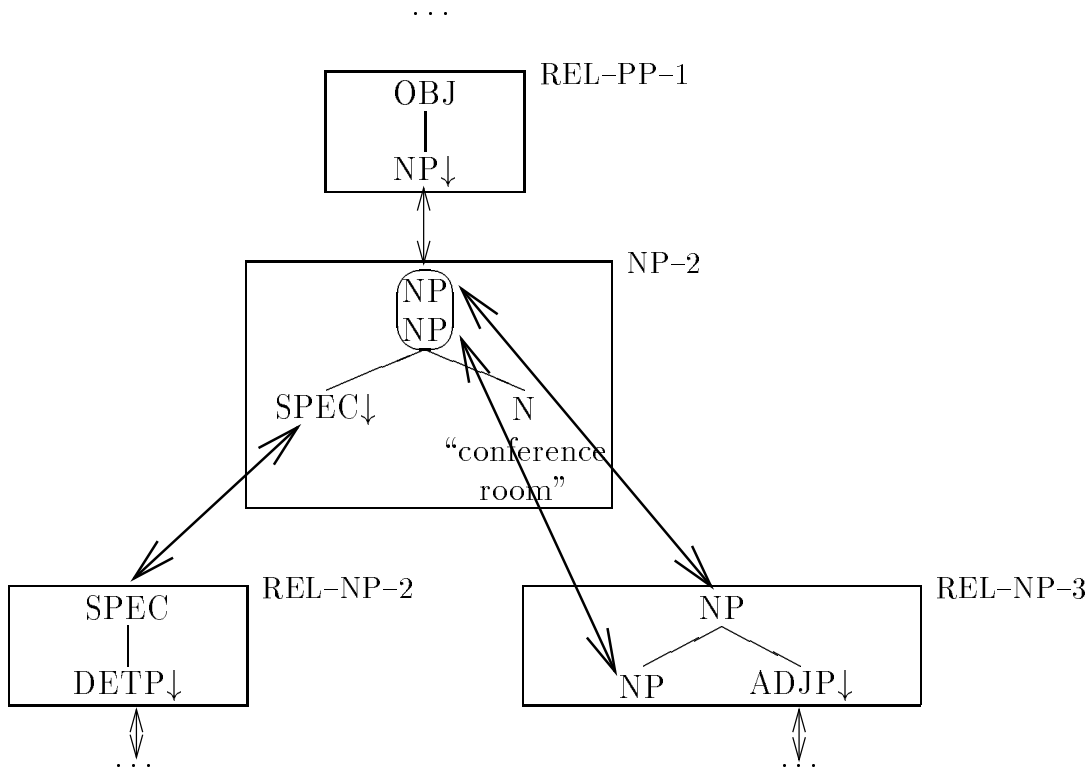 ...
REL–PP–1
OBJ
NP↓
NP–2
NP
NP
SPEC↓ N
“conference
room”
REL–NP–2 REL–NP–3
SPEC NP
DETP↓ NP ADJP↓
... ...